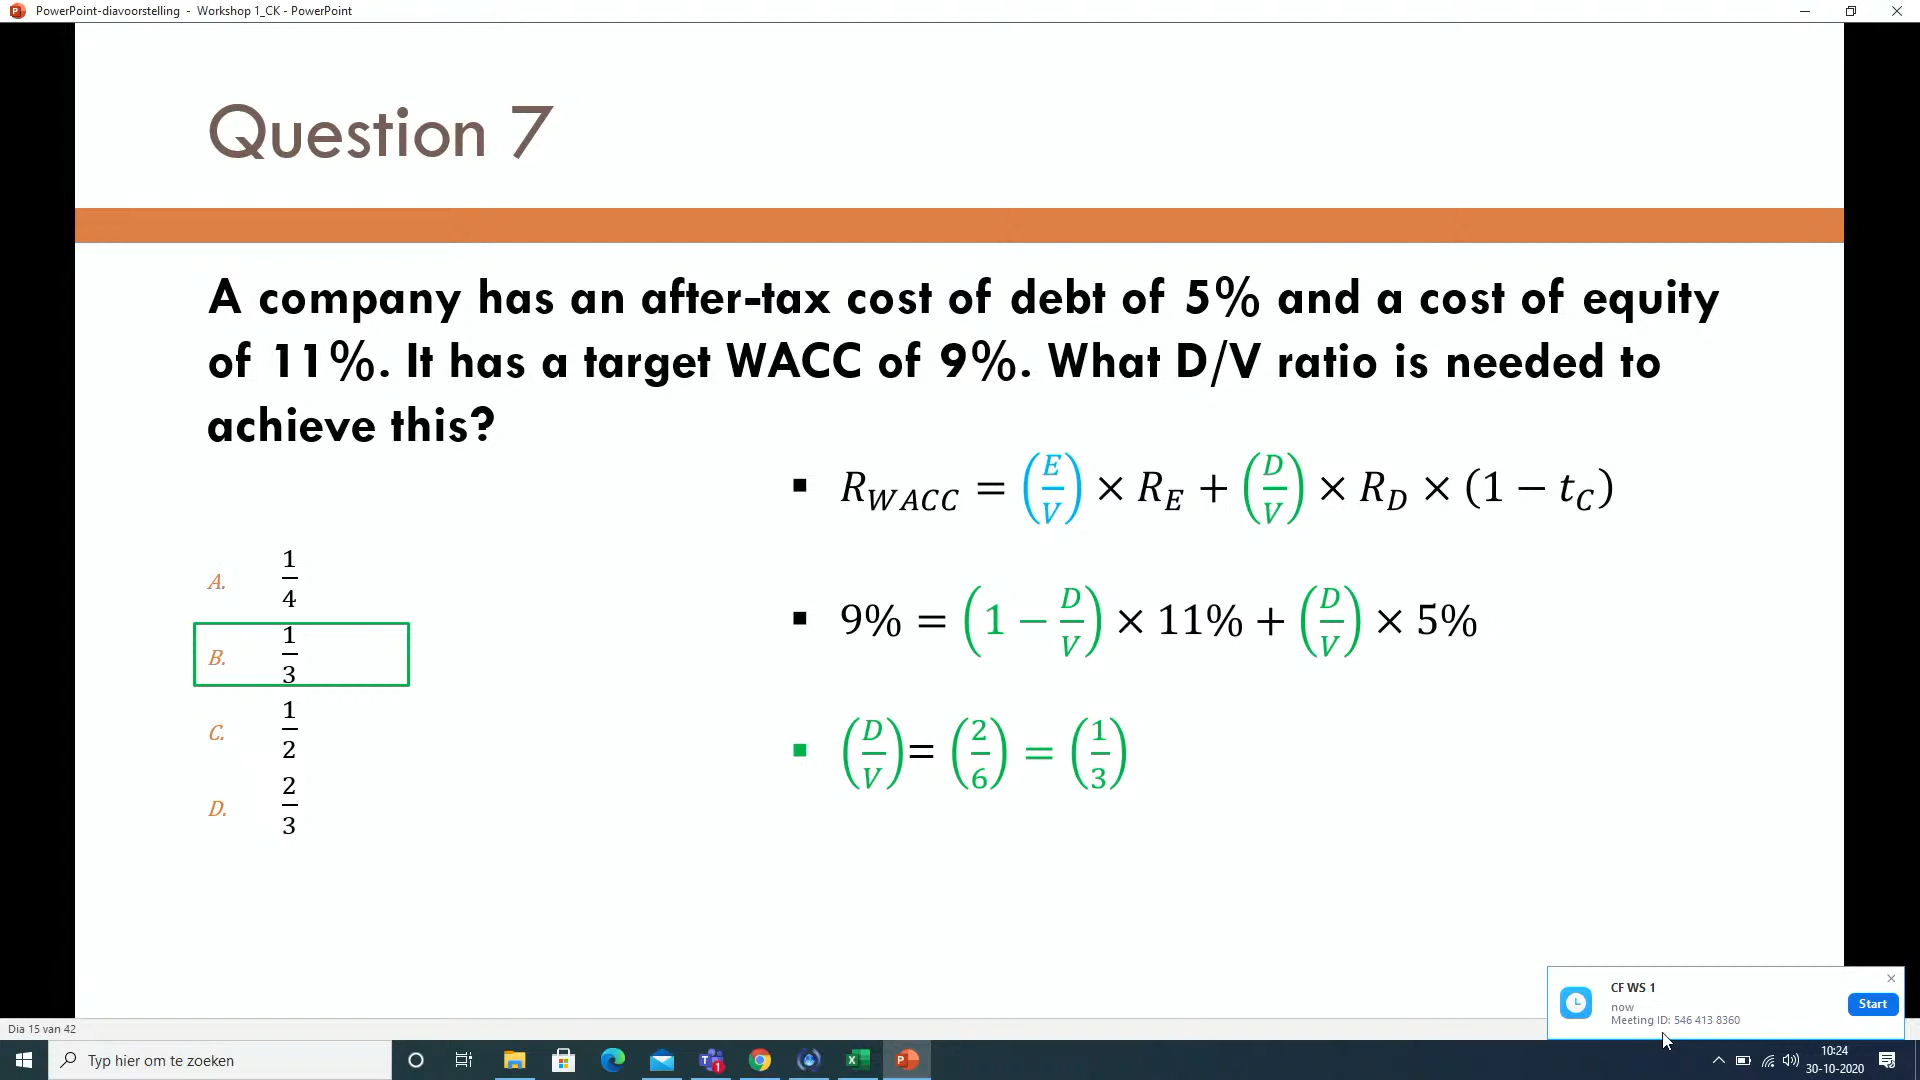 PowerPoint-diavoorstelling - Workshop 1_CK - PowerPoint
Question 7
A company has an after-tax cost of debt of 5% and a cost of equity
of 11%. It has a target WACC of 9%. What D/V ratio is needed to
achieve this?
R_WACC = (E/V) × R_E + (D/V) × R_D × (1 − t_C)
9% = (1 − D/V) × 11% + (D/V) × 5%
(D/V) = (2/6) = (1/3)
A. 1/4
B. 1/3
C. 1/2
D. 2/3
CF WS 1
now
Meeting ID: 546 413 8360
Start
Dia 15 van 42
Typ hier om te zoeken
1
10:24
30-10-2020